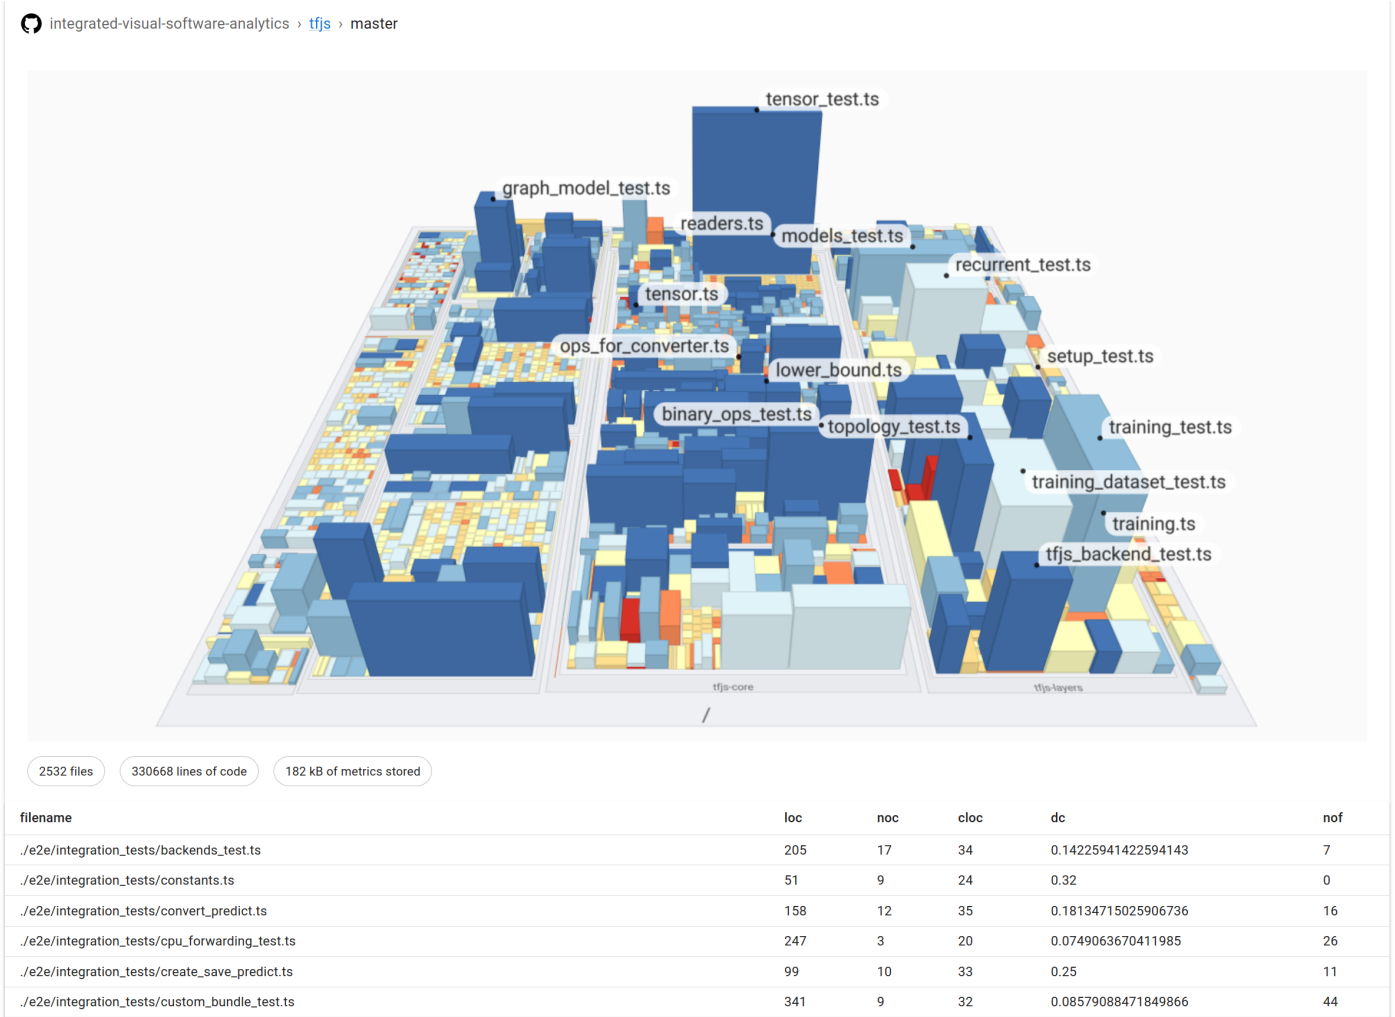 integrated-visual-software-analytics › tfjs › master
tensor_test.ts
graph_model_test.ts
readers.ts
models_test.ts
recurrent_test.ts
tensor.ts
ops_for_converter.ts
setup_test.ts
lower_bound.ts
binary_ops_test.ts
topology_test.ts
training_test.ts
training_dataset_test.ts
training.ts
tfjs_backend_test.ts
tfjs-core
tfjs-layers
/
2532 files
330668 lines of code
182 kB of metrics stored
filename loc noc cloc dc nof
./e2e/integration_tests/backends_test.ts 205 17 34 0.14225941422594143 7
./e2e/integration_tests/constants.ts 51 9 24 0.32 0
./e2e/integration_tests/convert_predict.ts 158 12 35 0.18134715025906736 16
./e2e/integration_tests/cpu_forwarding_test.ts 247 3 20 0.0749063670411985 26
./e2e/integration_tests/create_save_predict.ts 99 10 33 0.25 11
./e2e/integration_tests/custom_bundle_test.ts 341 9 32 0.08579088471849866 44